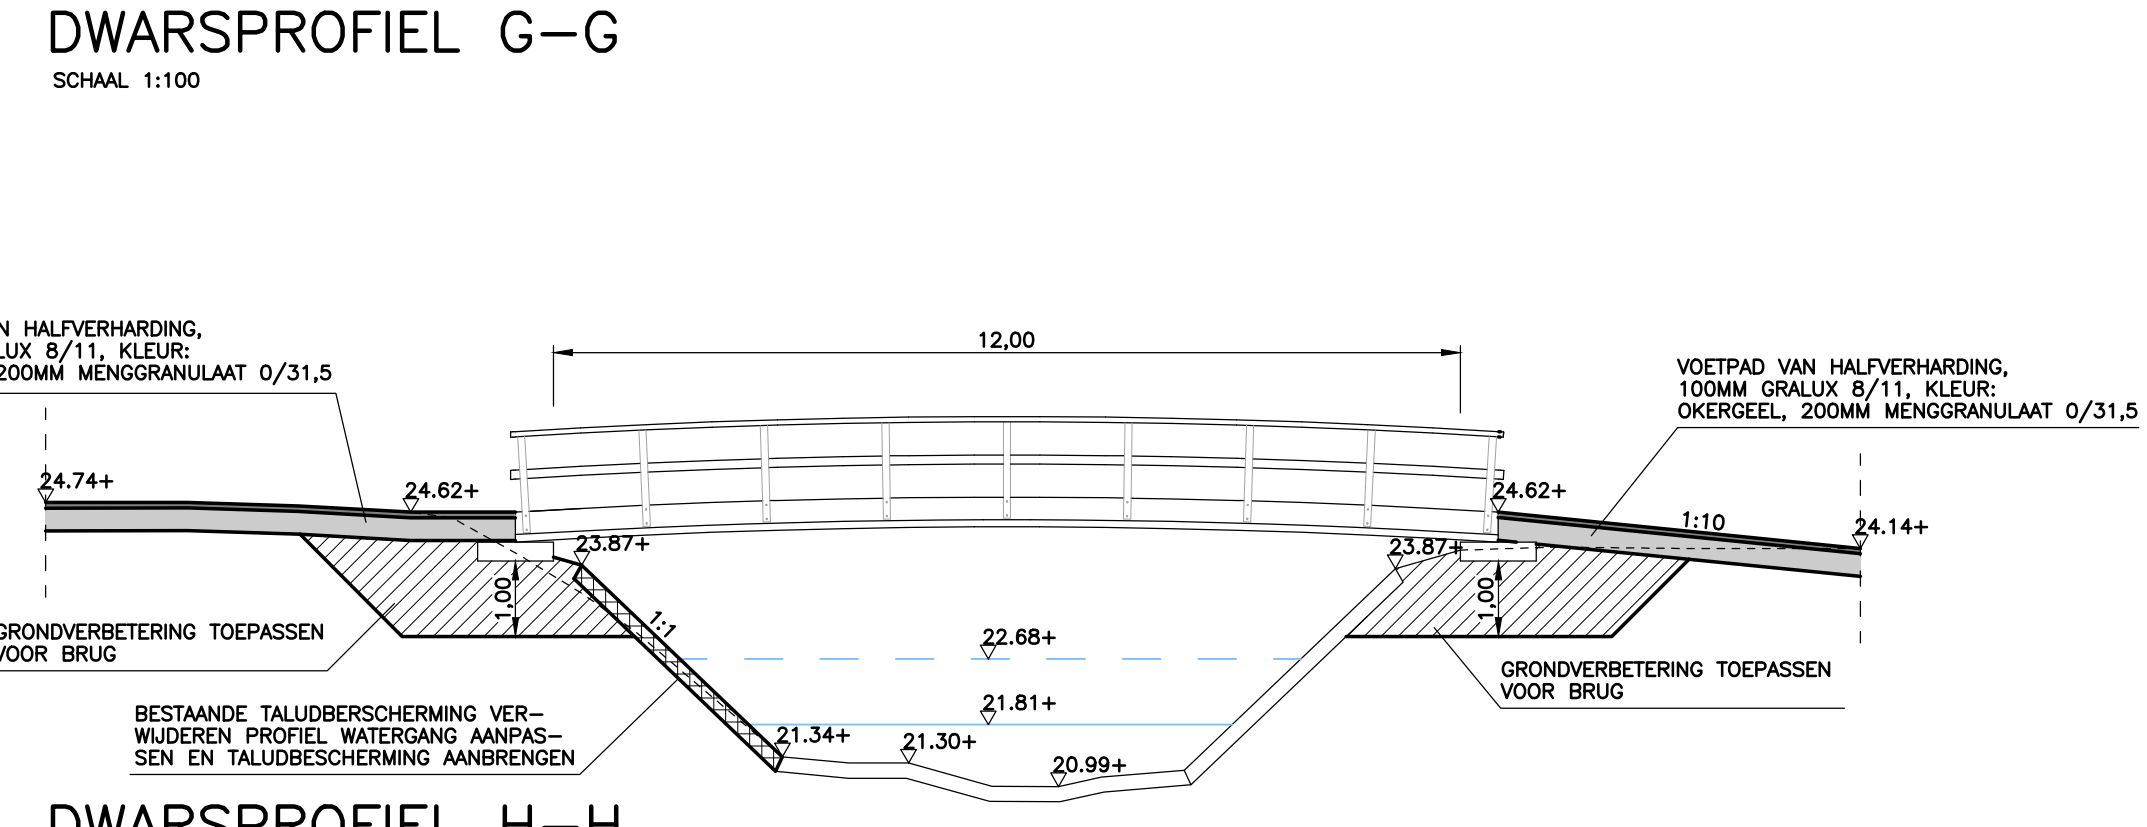 DWARSPROFIEL G-G
SCHAAL 1:100
HALFVERHARDING,
8/11, KLEUR:
200MM MENGGRANULAAT 0/31,5
12,00
VOETPAD VAN HALFVERHARDING,
100MM GRALUX 8/11, KLEUR:
OKERGEEL, 200MM MENGGRANULAAT 0/31,5
24.74+
24.62+
24.62+
1:10
24.14+
23.87+
23.87+
1,00
1,00
1:1
GRONDVERBETERING TOEPASSEN
VOOR BRUG
22.68+
GRONDVERBETERING TOEPASSEN
VOOR BRUG
BESTAANDE TALUDBERSCHERMING VER-
WIJDEREN PROFIEL WATERGANG AANPAS-
SEN EN TALUDBESCHERMING AANBRENGEN
21.81+
21.34+
21.30+
20.99+
DWARSPROFIEL H-H